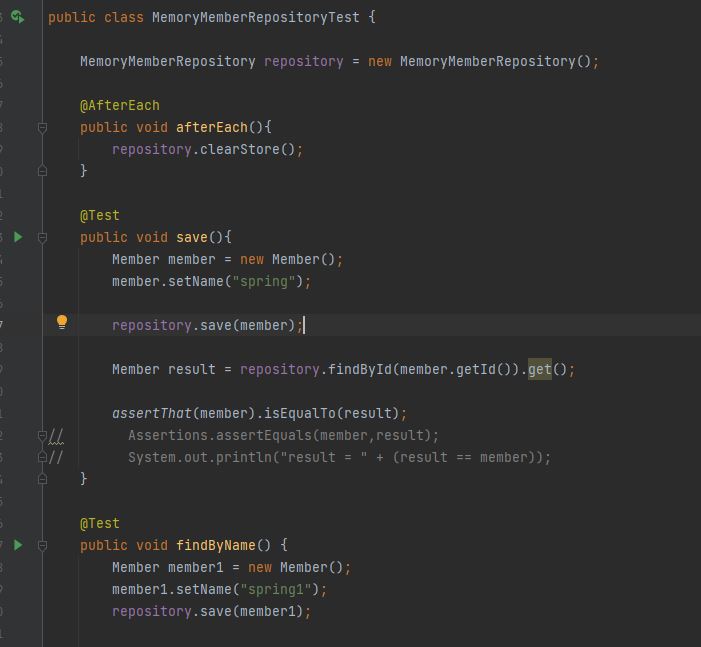 public class MemoryMemberRepositoryTest {
MemoryMemberRepository repository = new MemoryMemberRepository();
@AfterEach
public void afterEach(){
repository.clearStore();
}
@Test
public void save(){
Member member = new Member();
member.setName("spring");
repository.save(member);
Member result = repository.findById(member.getId()).get();
assertThat(member).isEqualTo(result);
//      Assertions.assertEquals(member,result);
//      System.out.println("result = " + (result == member));
}
@Test
public void findByName() {
Member member1 = new Member();
member1.setName("spring1");
repository.save(member1);